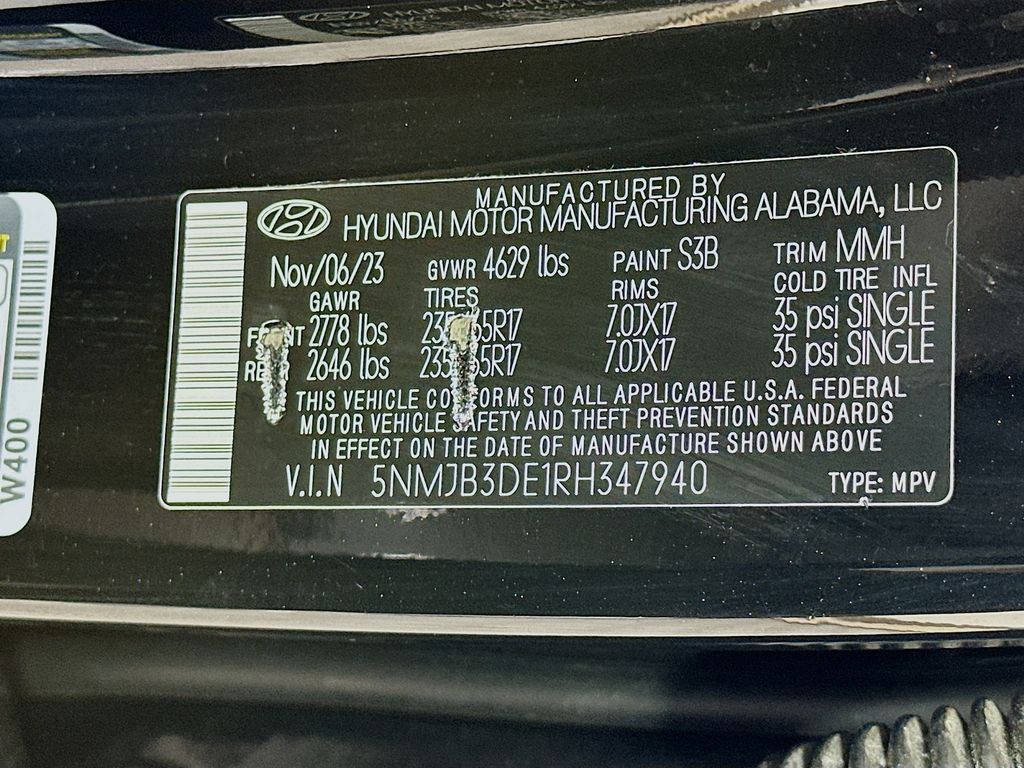 MANUFACTURED BY
HYUNDAI MOTOR MANUFACTURING ALABAMA, LLC
Nov/06/23 GVWR 4629 lbs PAINT S3B TRIM MMH
GAWR TIRES RIMS COLD TIRE INFL
2778 lbs 7.0JX17 35 psi SINGLE
2646 lbs 7.0JX17 35 psi SINGLE
THIS VEHICLE CONFORMS TO ALL APPLICABLE U.S.A. FEDERAL
MOTOR VEHICLE SAFETY AND THEFT PREVENTION STANDARDS
IN EFFECT ON THE DATE OF MANUFACTURE SHOWN ABOVE
V.I.N 5NMJB3DE1RH347940 TYPE: MPV
W400